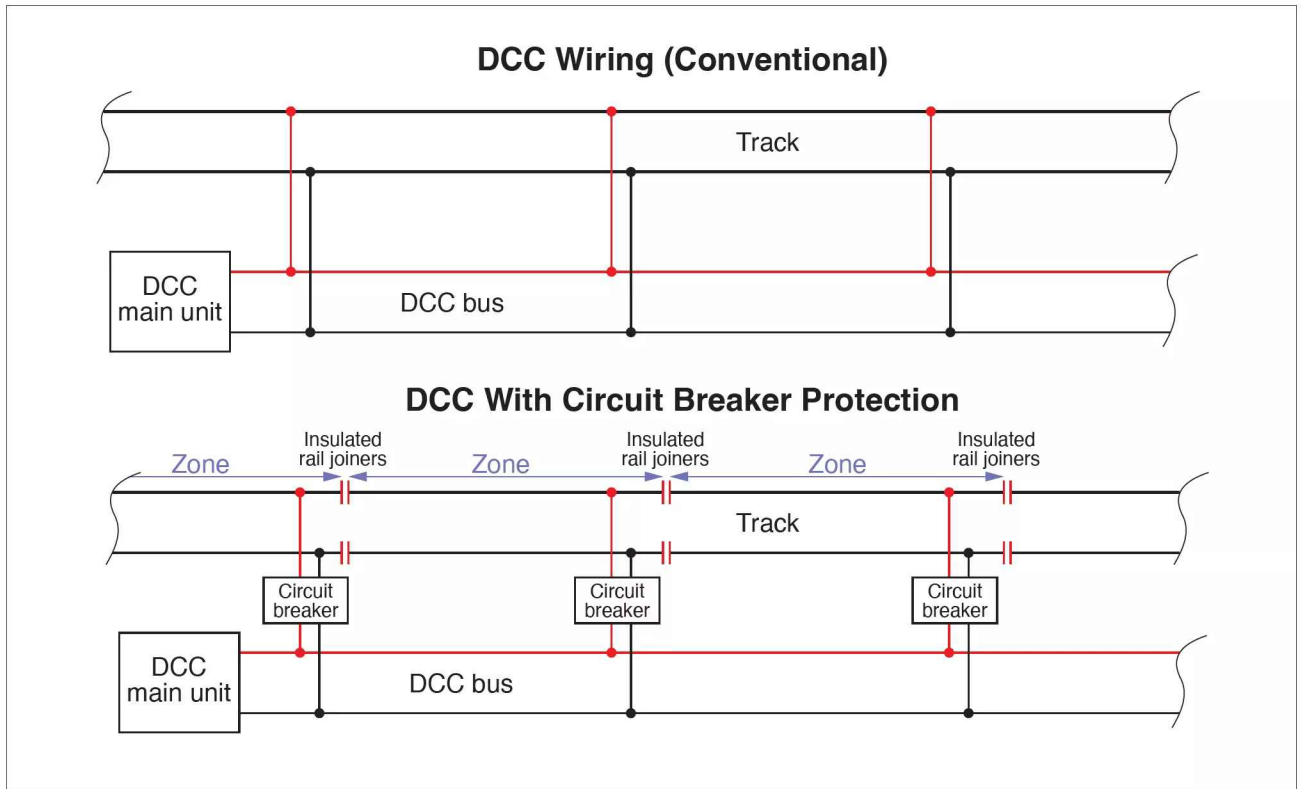 DCC Wiring (Conventional)
Track
DCC
main unit
DCC bus
DCC With Circuit Breaker Protection
Zone
Insulated
rail joiners
Zone
Insulated
rail joiners
Zone
Insulated
rail joiners
Track
Circuit
breaker
Circuit
breaker
Circuit
breaker
DCC
main unit
DCC bus